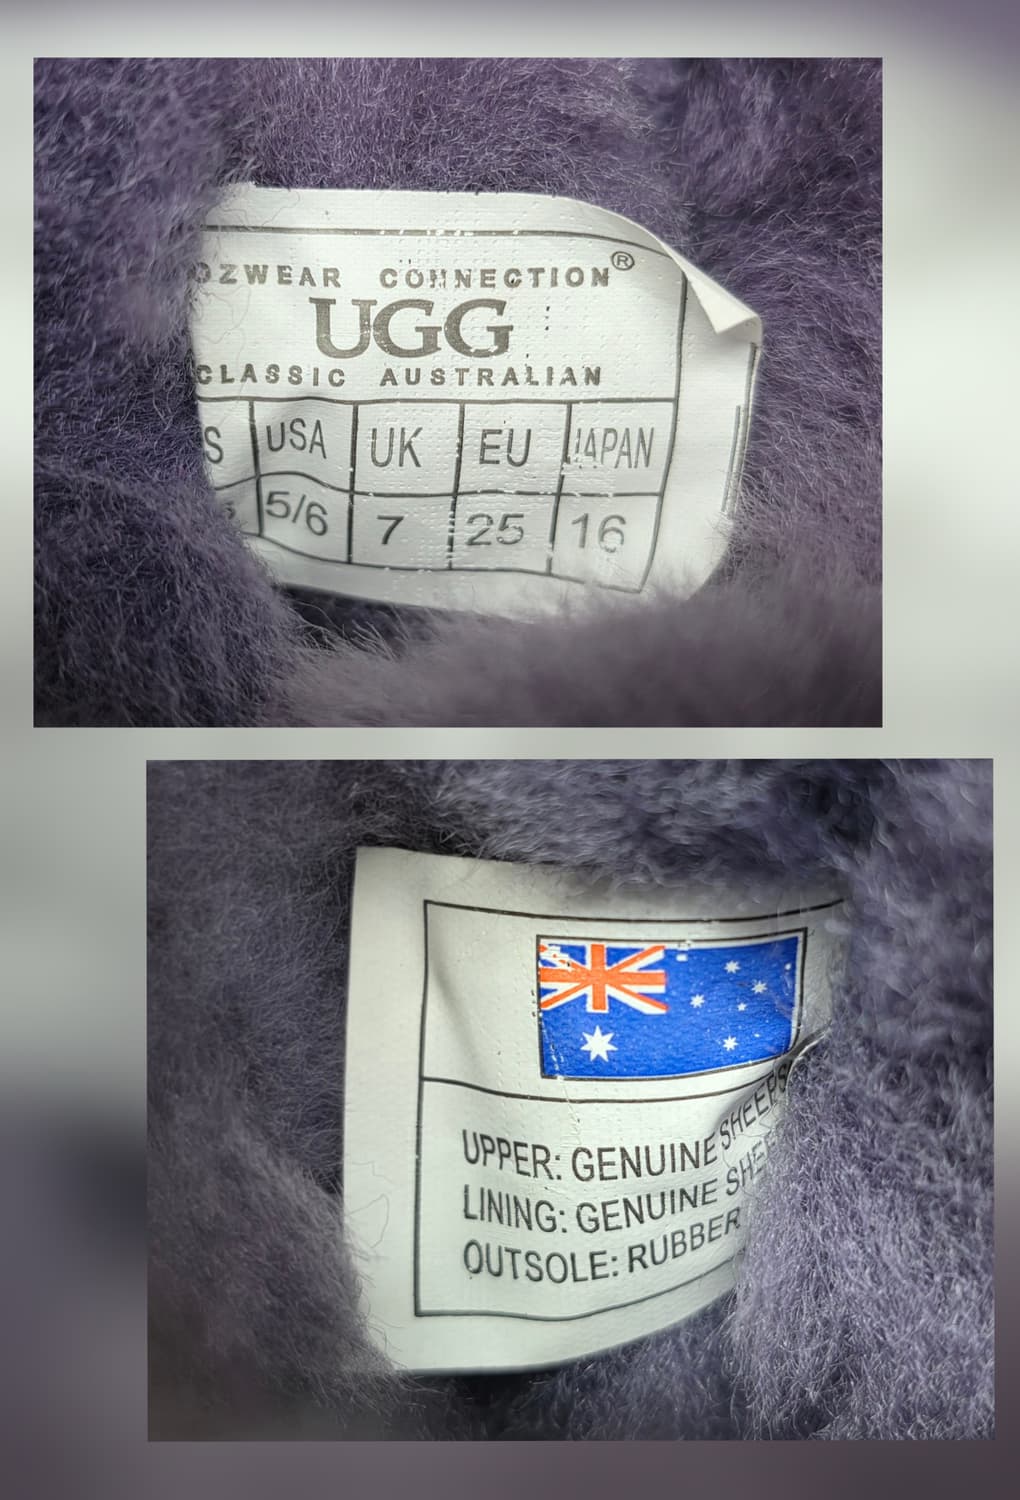 OZWEAR CONNECTION®
UGG
CLASSIC AUSTRALIAN
USA UK EU JAPAN
5/6 7 25 16
UPPER: GENUINE
LINING: GENUINE
OUTSOLE: RUBBER